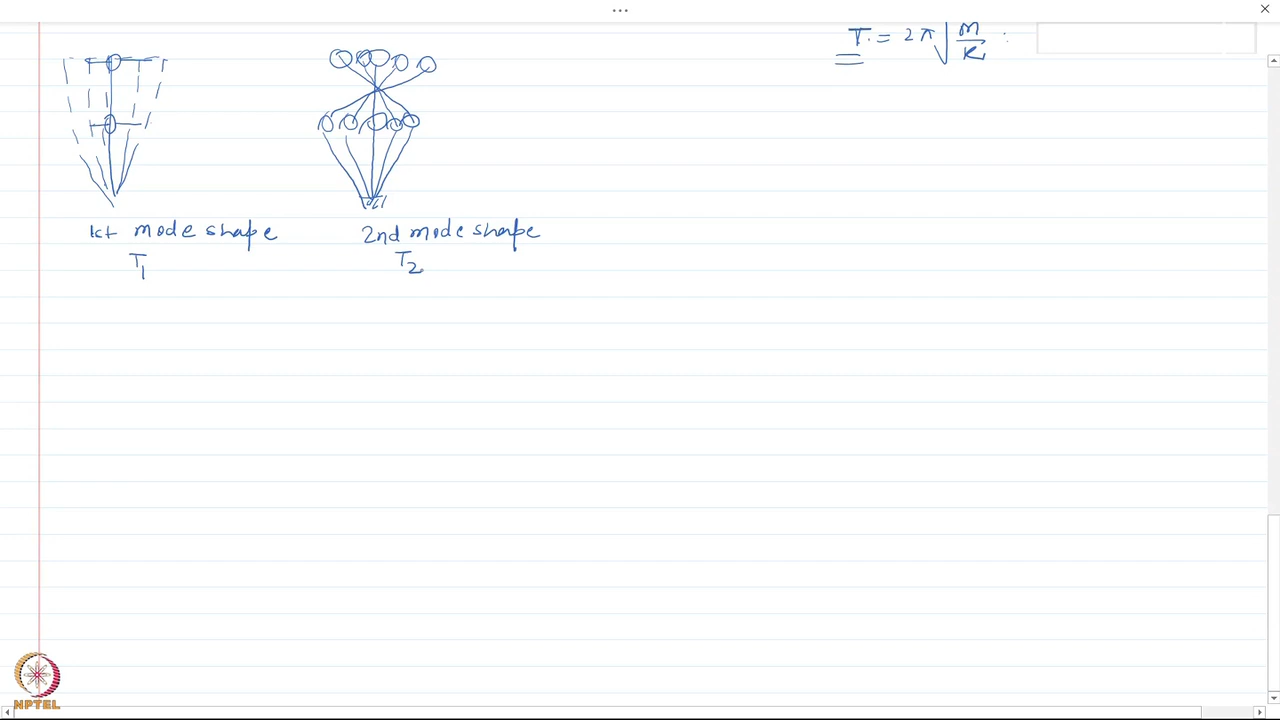 T = 2π √ m/K
1st mode shape 2nd mode shape
T1 T2
NPTEL